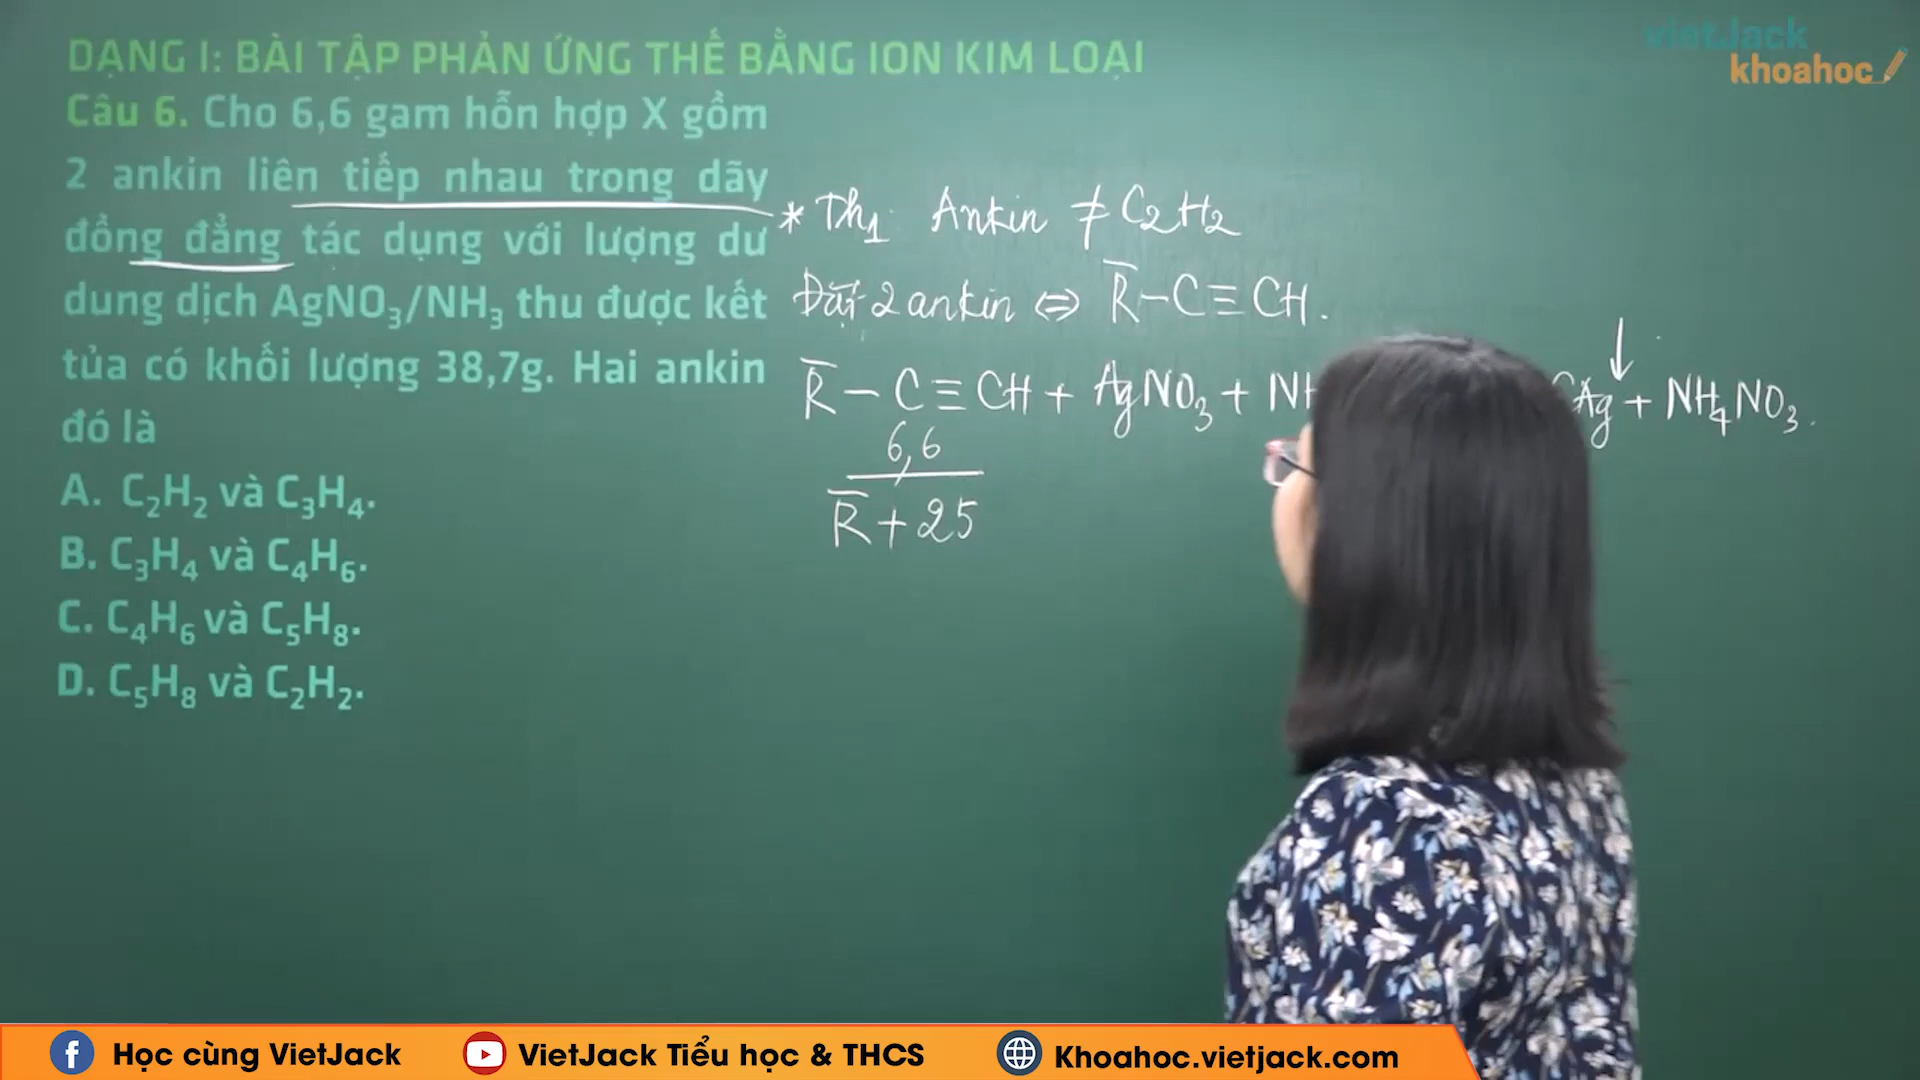 vietJack
khoahoc
DẠNG I: BÀI TẬP PHẢN ỨNG THẾ BẰNG ION KIM LOẠI
Câu 6. Cho 6,6 gam hỗn hợp X gồm
2 ankin liên tiếp nhau trong dãy
đồng đẳng tác dụng với lượng dư
dung dịch AgNO₃/NH₃ thu được kết
tủa có khối lượng 38,7g. Hai ankin
đó là
A. C₂H₂ và C₃H₄.
B. C₃H₄ và C₄H₆.
C. C₄H₆ và C₅H₈.
D. C₅H₈ và C₂H₂.
* Th₁ Ankin ≠ C₂H₂
Đặt 2 ankin ⇔ R̅ – C ≡ CH.
R̅ – C ≡ CH + AgNO₃ + NH CAg ↓ + NH₄NO₃.
6,6
R̅ + 25
Học cùng VietJack
VietJack Tiểu học & THCS
Khoahoc.vietjack.com